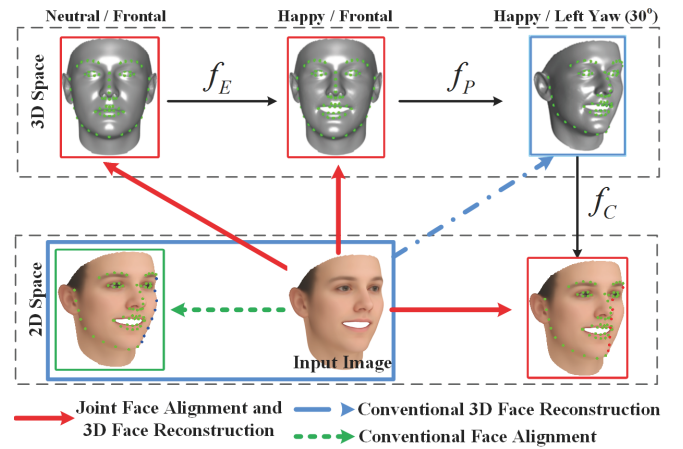 Neutral / Frontal
Happy / Frontal
Happy / Left Yaw (30°)
3D Space
f_E
f_P
f_C
2D Space
Input Image
Joint Face Alignment and
3D Face Reconstruction
Conventional 3D Face Reconstruction
Conventional Face Alignment